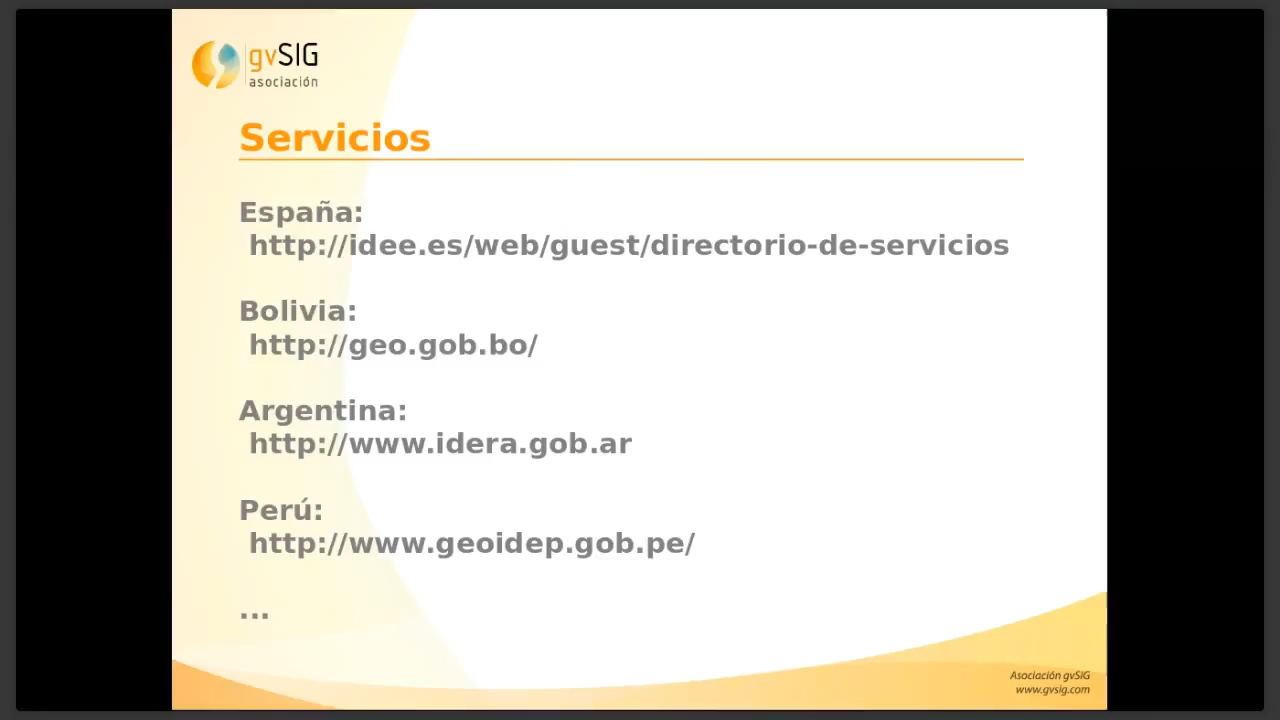 gvSIG
asociación
Servicios
España:
http://idee.es/web/guest/directorio-de-servicios
Bolivia:
http://geo.gob.bo/
Argentina:
http://www.idera.gob.ar
Perú:
http://www.geoidep.gob.pe/
...
Asociación gvSIG
www.gvsig.com